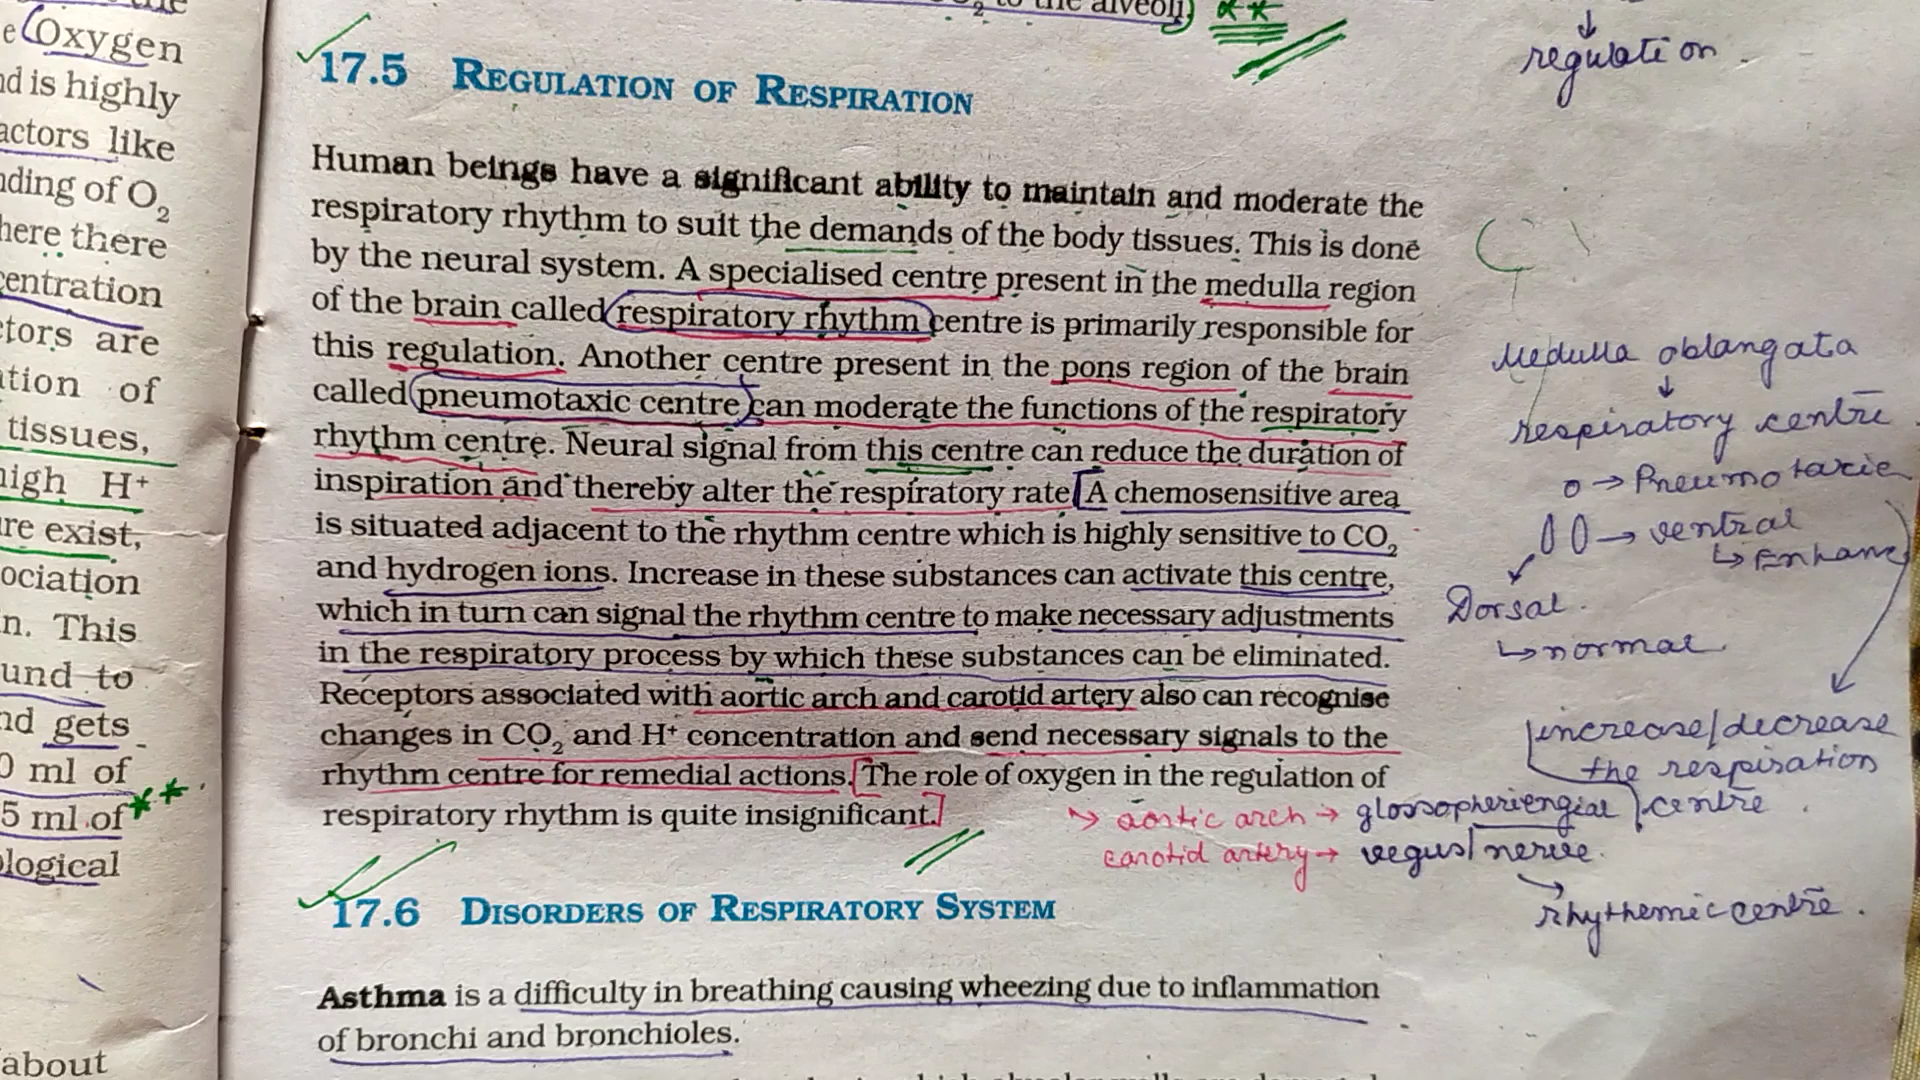 e Oxygen
nd is highly
actors like
nding of O₂
here there
centration
ctors are
ation of
tissues,
high H⁺
re exist,
ociation
n. This
und to
nd gets
0 ml of
5 ml of**
ological
about
to the alveoli) **
17.5 REGULATION OF RESPIRATION
Human beings have a significant ability to maintain and moderate the
respiratory rhythm to suit the demands of the body tissues. This is done
by the neural system. A specialised centre present in the medulla region
of the brain called respiratory rhythm centre is primarily responsible for
this regulation. Another centre present in the pons region of the brain
called pneumotaxic centre can moderate the functions of the respiratory
rhythm centre. Neural signal from this centre can reduce the duration of
inspiration and thereby alter the respiratory rate. [A chemosensitive area
is situated adjacent to the rhythm centre which is highly sensitive to CO₂
and hydrogen ions. Increase in these substances can activate this centre,
which in turn can signal the rhythm centre to make necessary adjustments
in the respiratory process by which these substances can be eliminated.
Receptors associated with aortic arch and carotid artery also can recognise
changes in CO₂ and H⁺ concentration and send necessary signals to the
rhythm centre for remedial actions. [The role of oxygen in the regulation of
respiratory rhythm is quite insignificant.]
17.6 DISORDERS OF RESPIRATORY SYSTEM
Asthma is a difficulty in breathing causing wheezing due to inflammation
of bronchi and bronchioles.
↓
regulation.
Medulla oblangata
↓
respiratory centre
0 → Pneumotaxic
00 → ventral
↳ Enhance
Dorsal.
↳ normal.
increase/decrease
the respiration
centre
→ aortic arch → glossopheriengial
carotid artery → vegus nerve.
→
rhythemic centre.